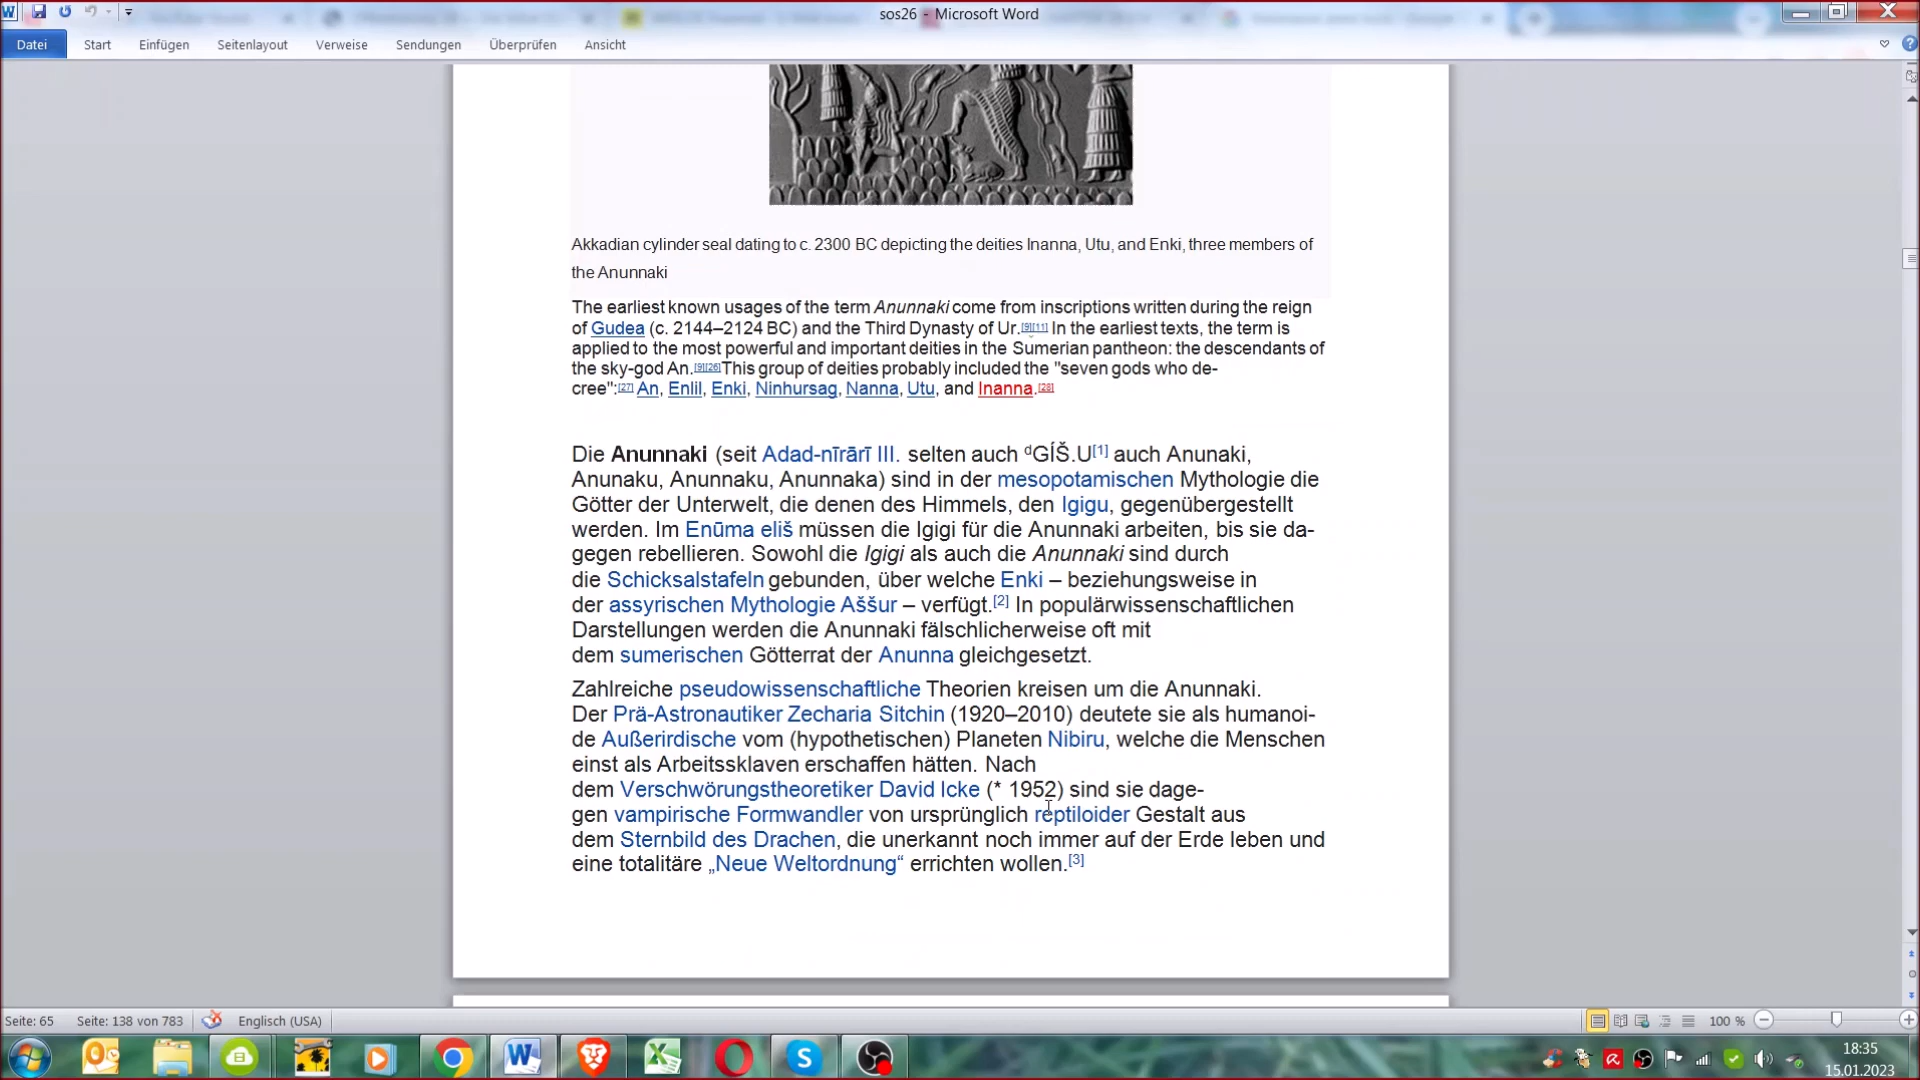 sos26 - Microsoft Word
Datei Start Einfügen Seitenlayout Verweise Sendungen Überprüfen Ansicht
Akkadian cylinder seal dating to c. 2300 BC depicting the deities Inanna, Utu, and Enki, three members of
the Anunnaki
The earliest known usages of the term Anunnaki come from inscriptions written during the reign
of Gudea (c. 2144–2124 BC) and the Third Dynasty of Ur.[9][11] In the earliest texts, the term is
applied to the most powerful and important deities in the Sumerian pantheon: the descendants of
the sky-god An.[9][26]This group of deities probably included the "seven gods who de-
cree":[27] An, Enlil, Enki, Ninhursag, Nanna, Utu, and Inanna.[28]
Die Anunnaki (seit Adad-nīrārī III. selten auch ᵈGÍŠ.U[1] auch Anunaki,
Anunaku, Anunnaku, Anunnaka) sind in der mesopotamischen Mythologie die
Götter der Unterwelt, die denen des Himmels, den Igigu, gegenübergestellt
werden. Im Enūma eliš müssen die Igigi für die Anunnaki arbeiten, bis sie da-
gegen rebellieren. Sowohl die Igigi als auch die Anunnaki sind durch
die Schicksalstafeln gebunden, über welche Enki – beziehungsweise in
der assyrischen Mythologie Aššur – verfügt.[2] In populärwissenschaftlichen
Darstellungen werden die Anunnaki fälschlicherweise oft mit
dem sumerischen Götterrat der Anunna gleichgesetzt.
Zahlreiche pseudowissenschaftliche Theorien kreisen um die Anunnaki.
Der Prä-Astronautiker Zecharia Sitchin (1920–2010) deutete sie als humanoi-
de Außerirdische vom (hypothetischen) Planeten Nibiru, welche die Menschen
einst als Arbeitssklaven erschaffen hätten. Nach
dem Verschwörungstheoretiker David Icke (* 1952) sind sie dage-
gen vampirische Formwandler von ursprünglich reptiloider Gestalt aus
dem Sternbild des Drachen, die unerkannt noch immer auf der Erde leben und
eine totalitäre „Neue Weltordnung“ errichten wollen.[3]
Seite: 65 Seite: 138 von 783 Englisch (USA) 100 %
18:35
15.01.2023